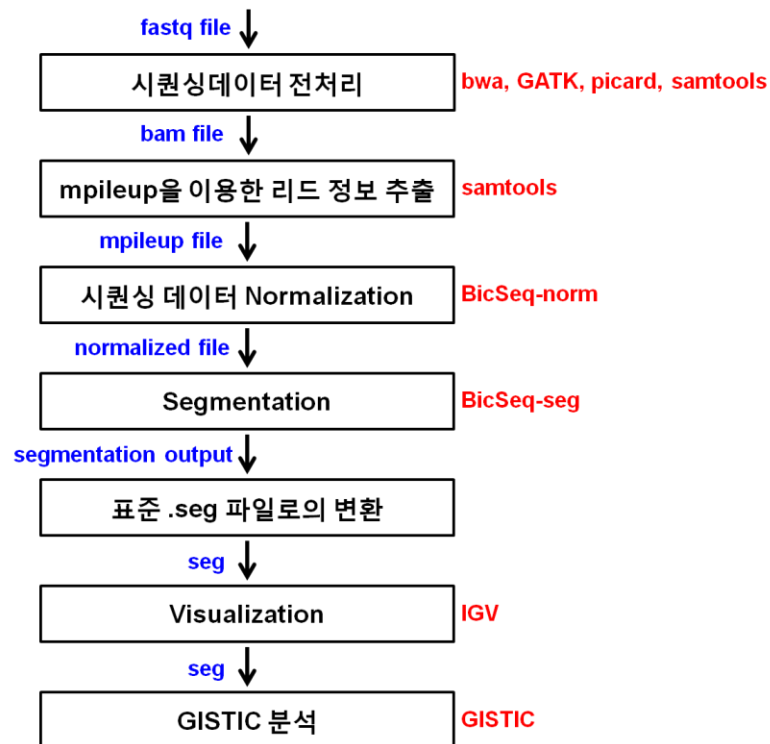 fastq file
시퀀싱데이터 전처리
bwa, GATK, picard, samtools
bam file
mpileup을 이용한 리드 정보 추출
samtools
mpileup file
시퀀싱 데이터 Normalization
BicSeq-norm
normalized file
Segmentation
BicSeq-seg
segmentation output
표준 .seg 파일로의 변환
seg
Visualization
IGV
seg
GISTIC 분석
GISTIC